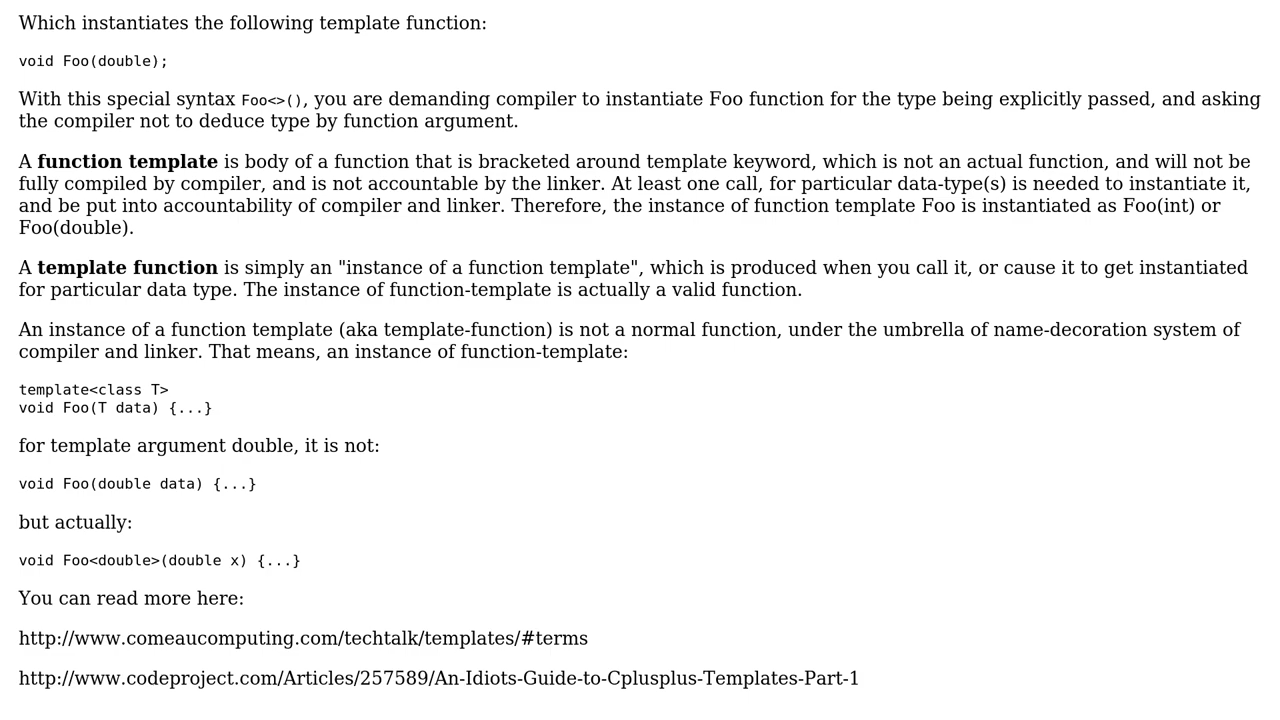 Which instantiates the following template function:
void Foo(double);
With this special syntax Foo<>(), you are demanding compiler to instantiate Foo function for the type being explicitly passed, and asking
the compiler not to deduce type by function argument.
A function template is body of a function that is bracketed around template keyword, which is not an actual function, and will not be
fully compiled by compiler, and is not accountable by the linker. At least one call, for particular data-type(s) is needed to instantiate it,
and be put into accountability of compiler and linker. Therefore, the instance of function template Foo is instantiated as Foo(int) or
Foo(double).
A template function is simply an "instance of a function template", which is produced when you call it, or cause it to get instantiated
for particular data type. The instance of function-template is actually a valid function.
An instance of a function template (aka template-function) is not a normal function, under the umbrella of name-decoration system of
compiler and linker. That means, an instance of function-template:
template<class T>
void Foo(T data) {...}
for template argument double, it is not:
void Foo(double data) {...}
but actually:
void Foo<double>(double x) {...}
You can read more here:
http://www.comeaucomputing.com/techtalk/templates/#terms
http://www.codeproject.com/Articles/257589/An-Idiots-Guide-to-Cplusplus-Templates-Part-1